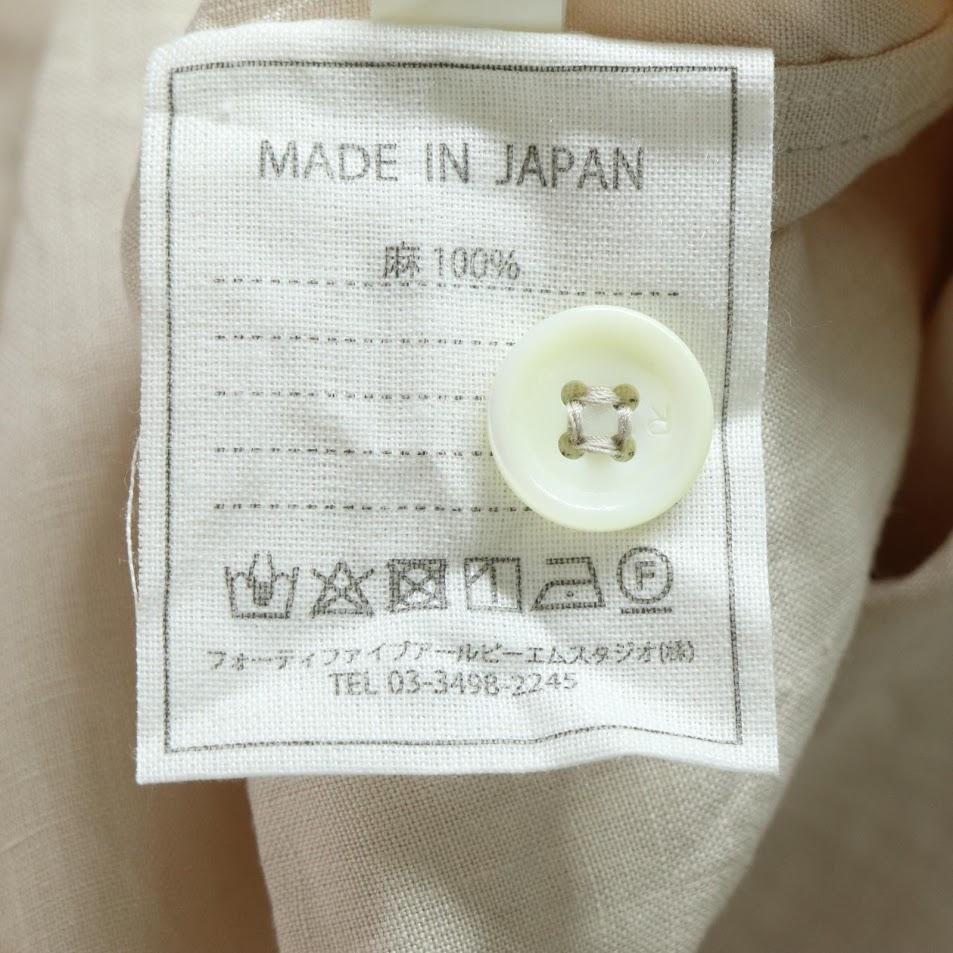 MADE IN JAPAN
麻 100%
R
F
フォーティファイブアールピーエムスタジオ(株)
TEL 03-3498-2245